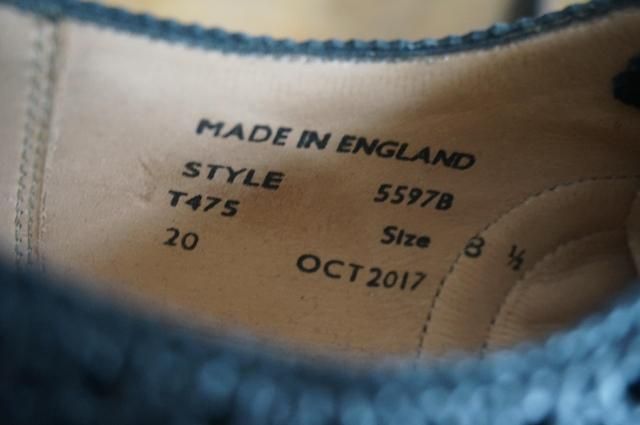 MADE IN ENGLAND
STYLE 5597B
T475
20 Size 8 ½
OCT 2017